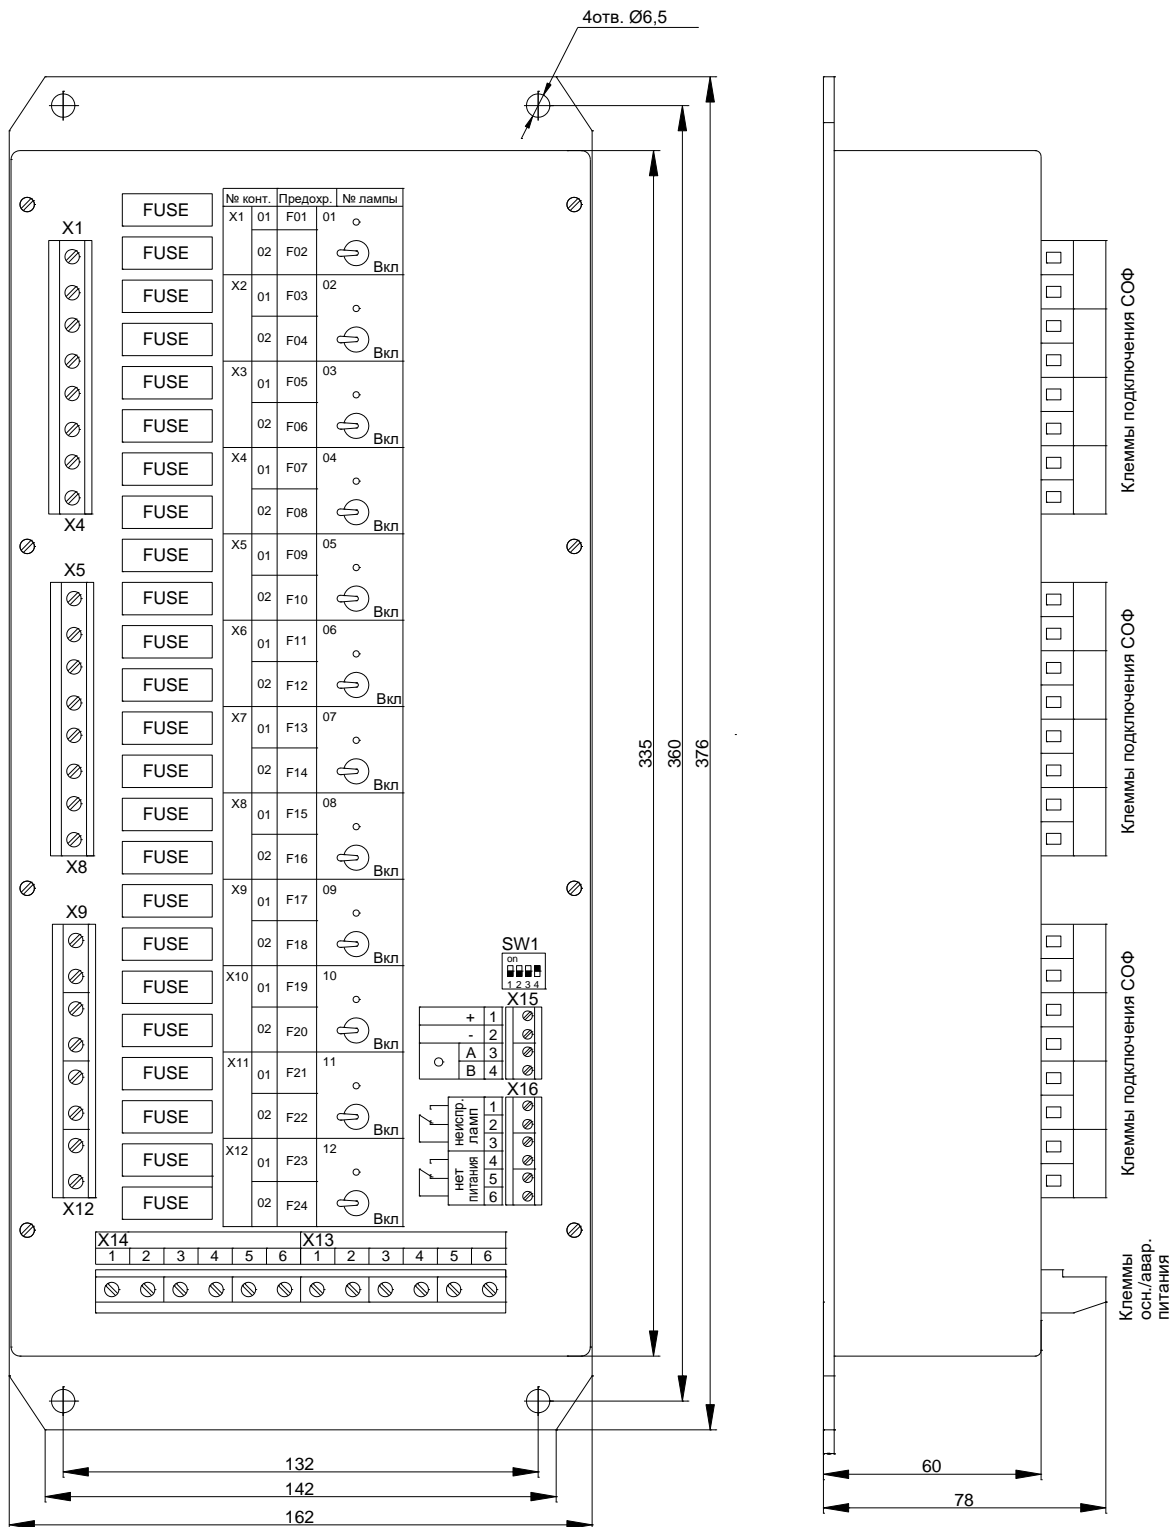 4отв. Ø6,5
№ конт. Предохр. № лампы
FUSE
X1 01 F01 01
X1
FUSE
02 F02 Вкл
FUSE
X2 01 F03 02
FUSE
02 F04 Вкл
FUSE
X3 01 F05 03
FUSE
02 F06 Вкл
FUSE
X4 01 F07 04
FUSE
02 F08 Вкл
X4
FUSE
X5 01 F09 05
X5
FUSE
02 F10 Вкл
FUSE
X6 01 F11 06
FUSE
02 F12 Вкл
FUSE
X7 01 F13 07
FUSE
02 F14 Вкл
FUSE
X8 01 F15 08
FUSE
02 F16 Вкл
X8
FUSE
X9 01 F17 09
X9
FUSE
02 F18 Вкл
FUSE
X10 01 F19 10
FUSE
02 F20 Вкл
FUSE
X11 01 F21 11
FUSE
02 F22 Вкл
FUSE
X12 01 F23 12
FUSE
02 F24 Вкл
X12
SW1
on
1 2 3 4
X15
+ 1
- 2
A 3
B 4
X16
неиспр.
ламп
1
2
3
нет
питания
4
5
6
X14 X13
1 2 3 4 5 6 1 2 3 4 5 6
335
360
376
132
142
162
Клеммы подключения СОФ
Клеммы подключения СОФ
Клеммы подключения СОФ
Клеммы
осн./авар.
питания
60
78